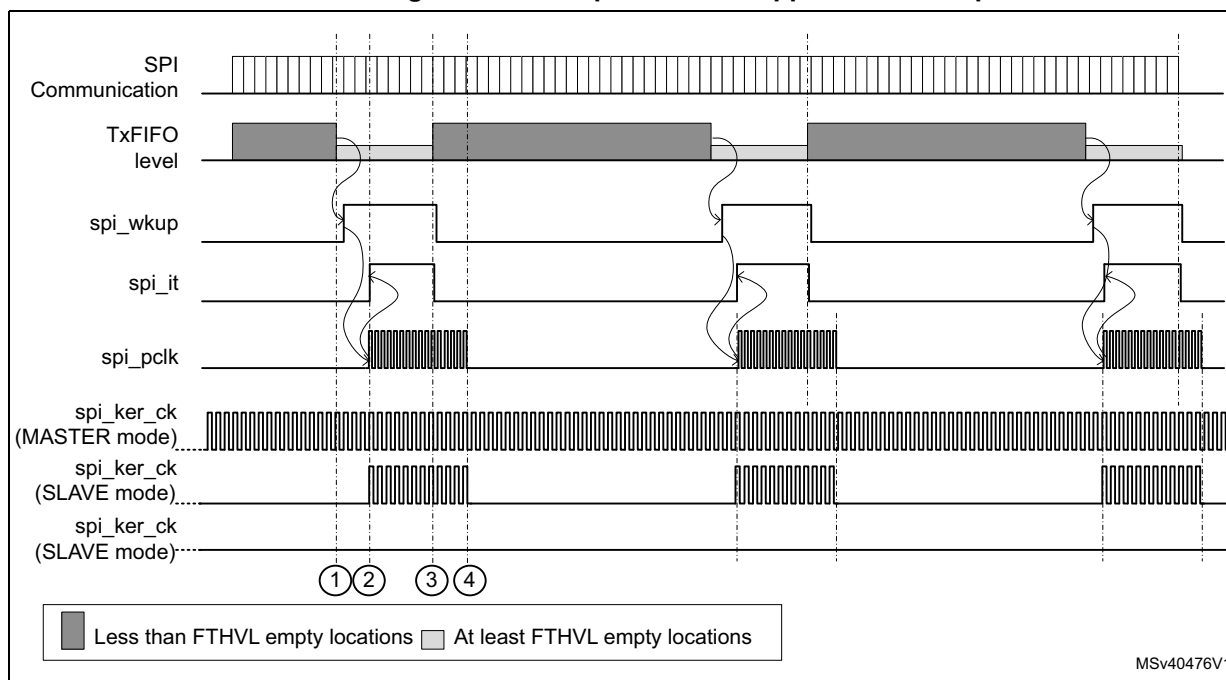 SPI
Communication
TxFIFO
level
spi_wkup
spi_it
spi_pclk
spi_ker_ck
(MASTER mode)
spi_ker_ck
(SLAVE mode)
spi_ker_ck
(SLAVE mode)
1 2 3 4
Less than FTHVL empty locations At least FTHVL empty locations
MSv40476V1